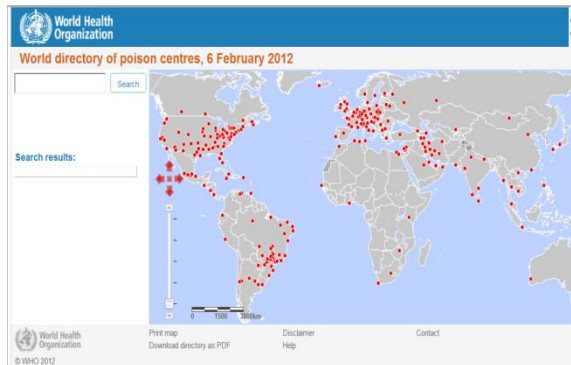 World Health
Organization
World directory of poison centres, 6 February 2012
Search
Search results:
0 1500 3000km
World Health
Organization
Print map
Disclaimer
Contact
Download directory as PDF
Help
© WHO 2012